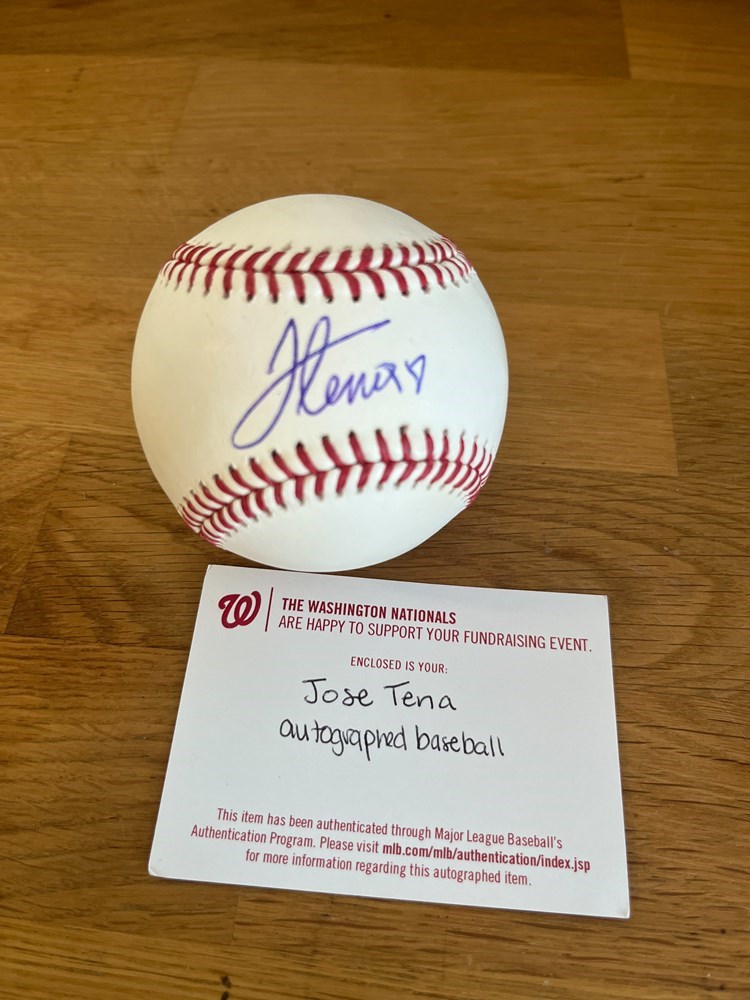 JTena
W
THE WASHINGTON NATIONALS
ARE HAPPY TO SUPPORT YOUR FUNDRAISING EVENT.
ENCLOSED IS YOUR:
Jose Tena
autographed baseball
This item has been authenticated through Major League Baseball's
Authentication Program. Please visit mlb.com/mlb/authentication/index.jsp
for more information regarding this autographed item.